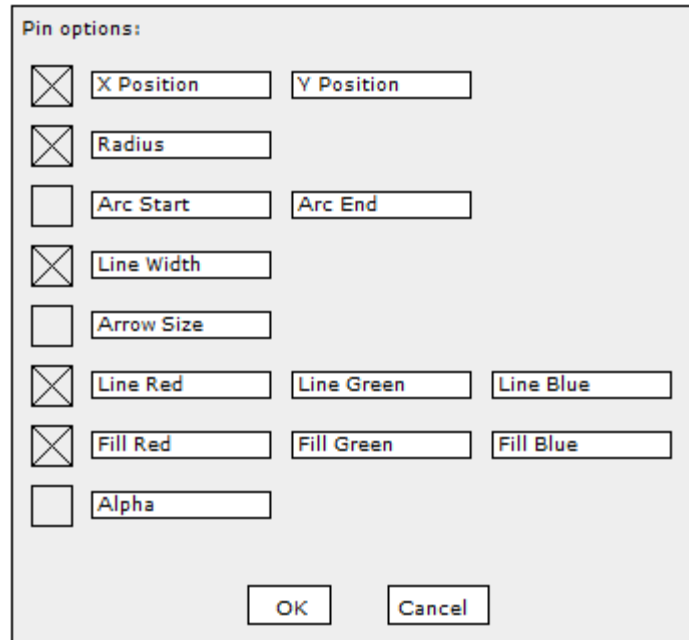 Pin options:
X Position Y Position
Radius
Arc Start Arc End
Line Width
Arrow Size
Line Red Line Green Line Blue
Fill Red Fill Green Fill Blue
Alpha
OK Cancel